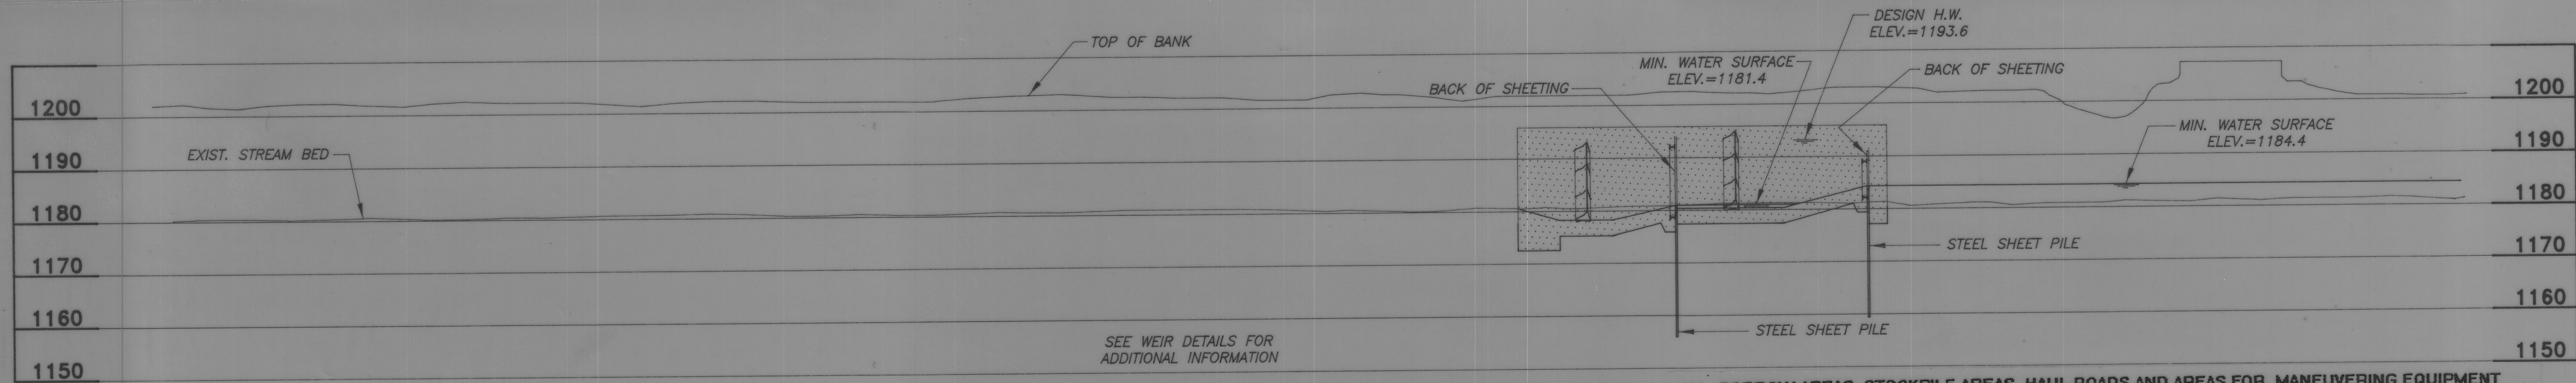 DESIGN H.W.
ELEV.=1193.6
TOP OF BANK
MIN. WATER SURFACE
ELEV.=1181.4
BACK OF SHEETING
BACK OF SHEETING
1200
1200
MIN. WATER SURFACE
ELEV.=1184.4
EXIST. STREAM BED
1190
1190
1180
1180
STEEL SHEET PILE
1170
1170
1160
1160
STEEL SHEET PILE
SEE WEIR DETAILS FOR
ADDITIONAL INFORMATION
1150
1150
AREAS, STOCKPILE AREAS, HAUL ROADS AND AREAS FOR MANEUVERING EQUIPMENT